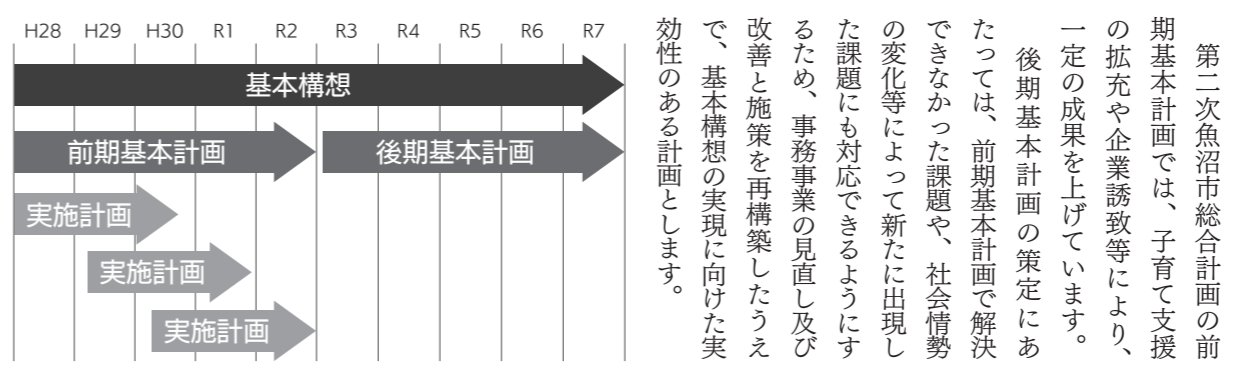 H28 H29 H30 R1 R2 R3 R4 R5 R6 R7
基本構想
前期基本計画 後期基本計画
実施計画
実施計画
実施計画
第二次魚沼市総合計画の前
期基本計画では、子育て支援
の拡充や企業誘致等により、
一定の成果を上げています。
後期基本計画の策定にあ
たっては、前期基本計画で解決
できなかった課題や、社会情勢
の変化等によって新たに出現し
た課題にも対応できるようにす
るため、事務事業の見直し及び
改善と施策を再構築したうえ
で、基本構想の実現に向けた実
効性のある計画とします。